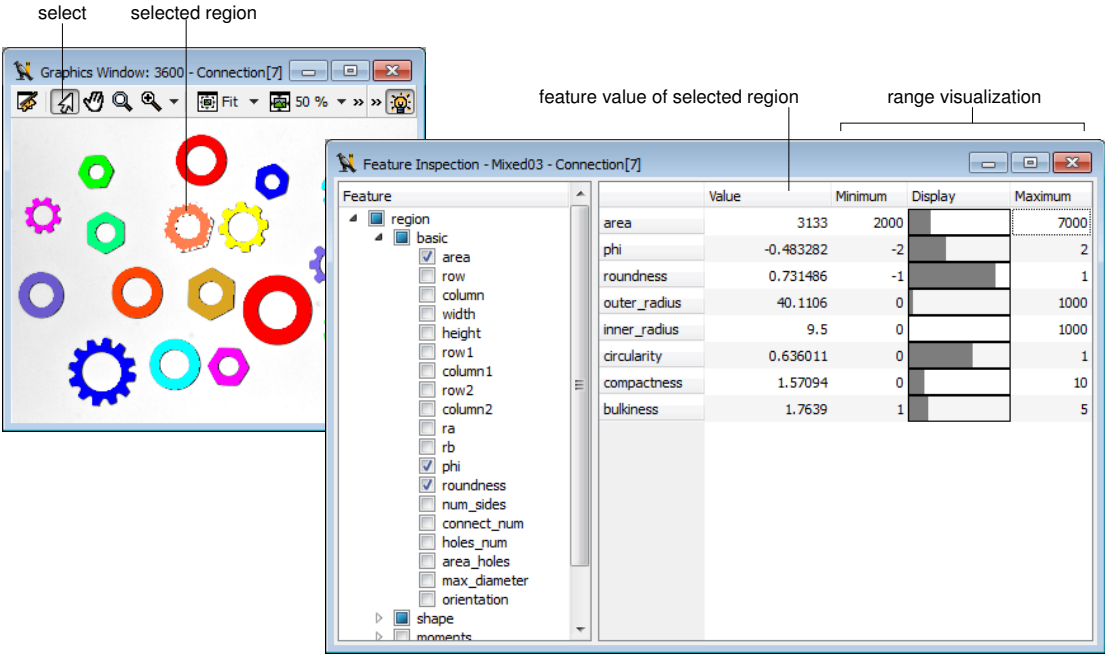 select
selected region
Graphics Window: 3600 - Connection[7]
Fit
50 %
»
»
feature value of selected region
range visualization
Feature Inspection - Mixed03 - Connection[7]
Feature
region
basic
area
row
column
width
height
row1
column1
row2
column2
ra
rb
phi
roundness
num_sides
connect_num
holes_num
area_holes
max_diameter
orientation
shape
moments
Value Minimum Display Maximum
area 3133 2000 7000
phi -0.483282 -2 2
roundness 0.731486 -1 1
outer_radius 40.1106 0 1000
inner_radius 9.5 0 1000
circularity 0.636011 0 1
compactness 1.57094 0 10
bulkiness 1.7639 1 5